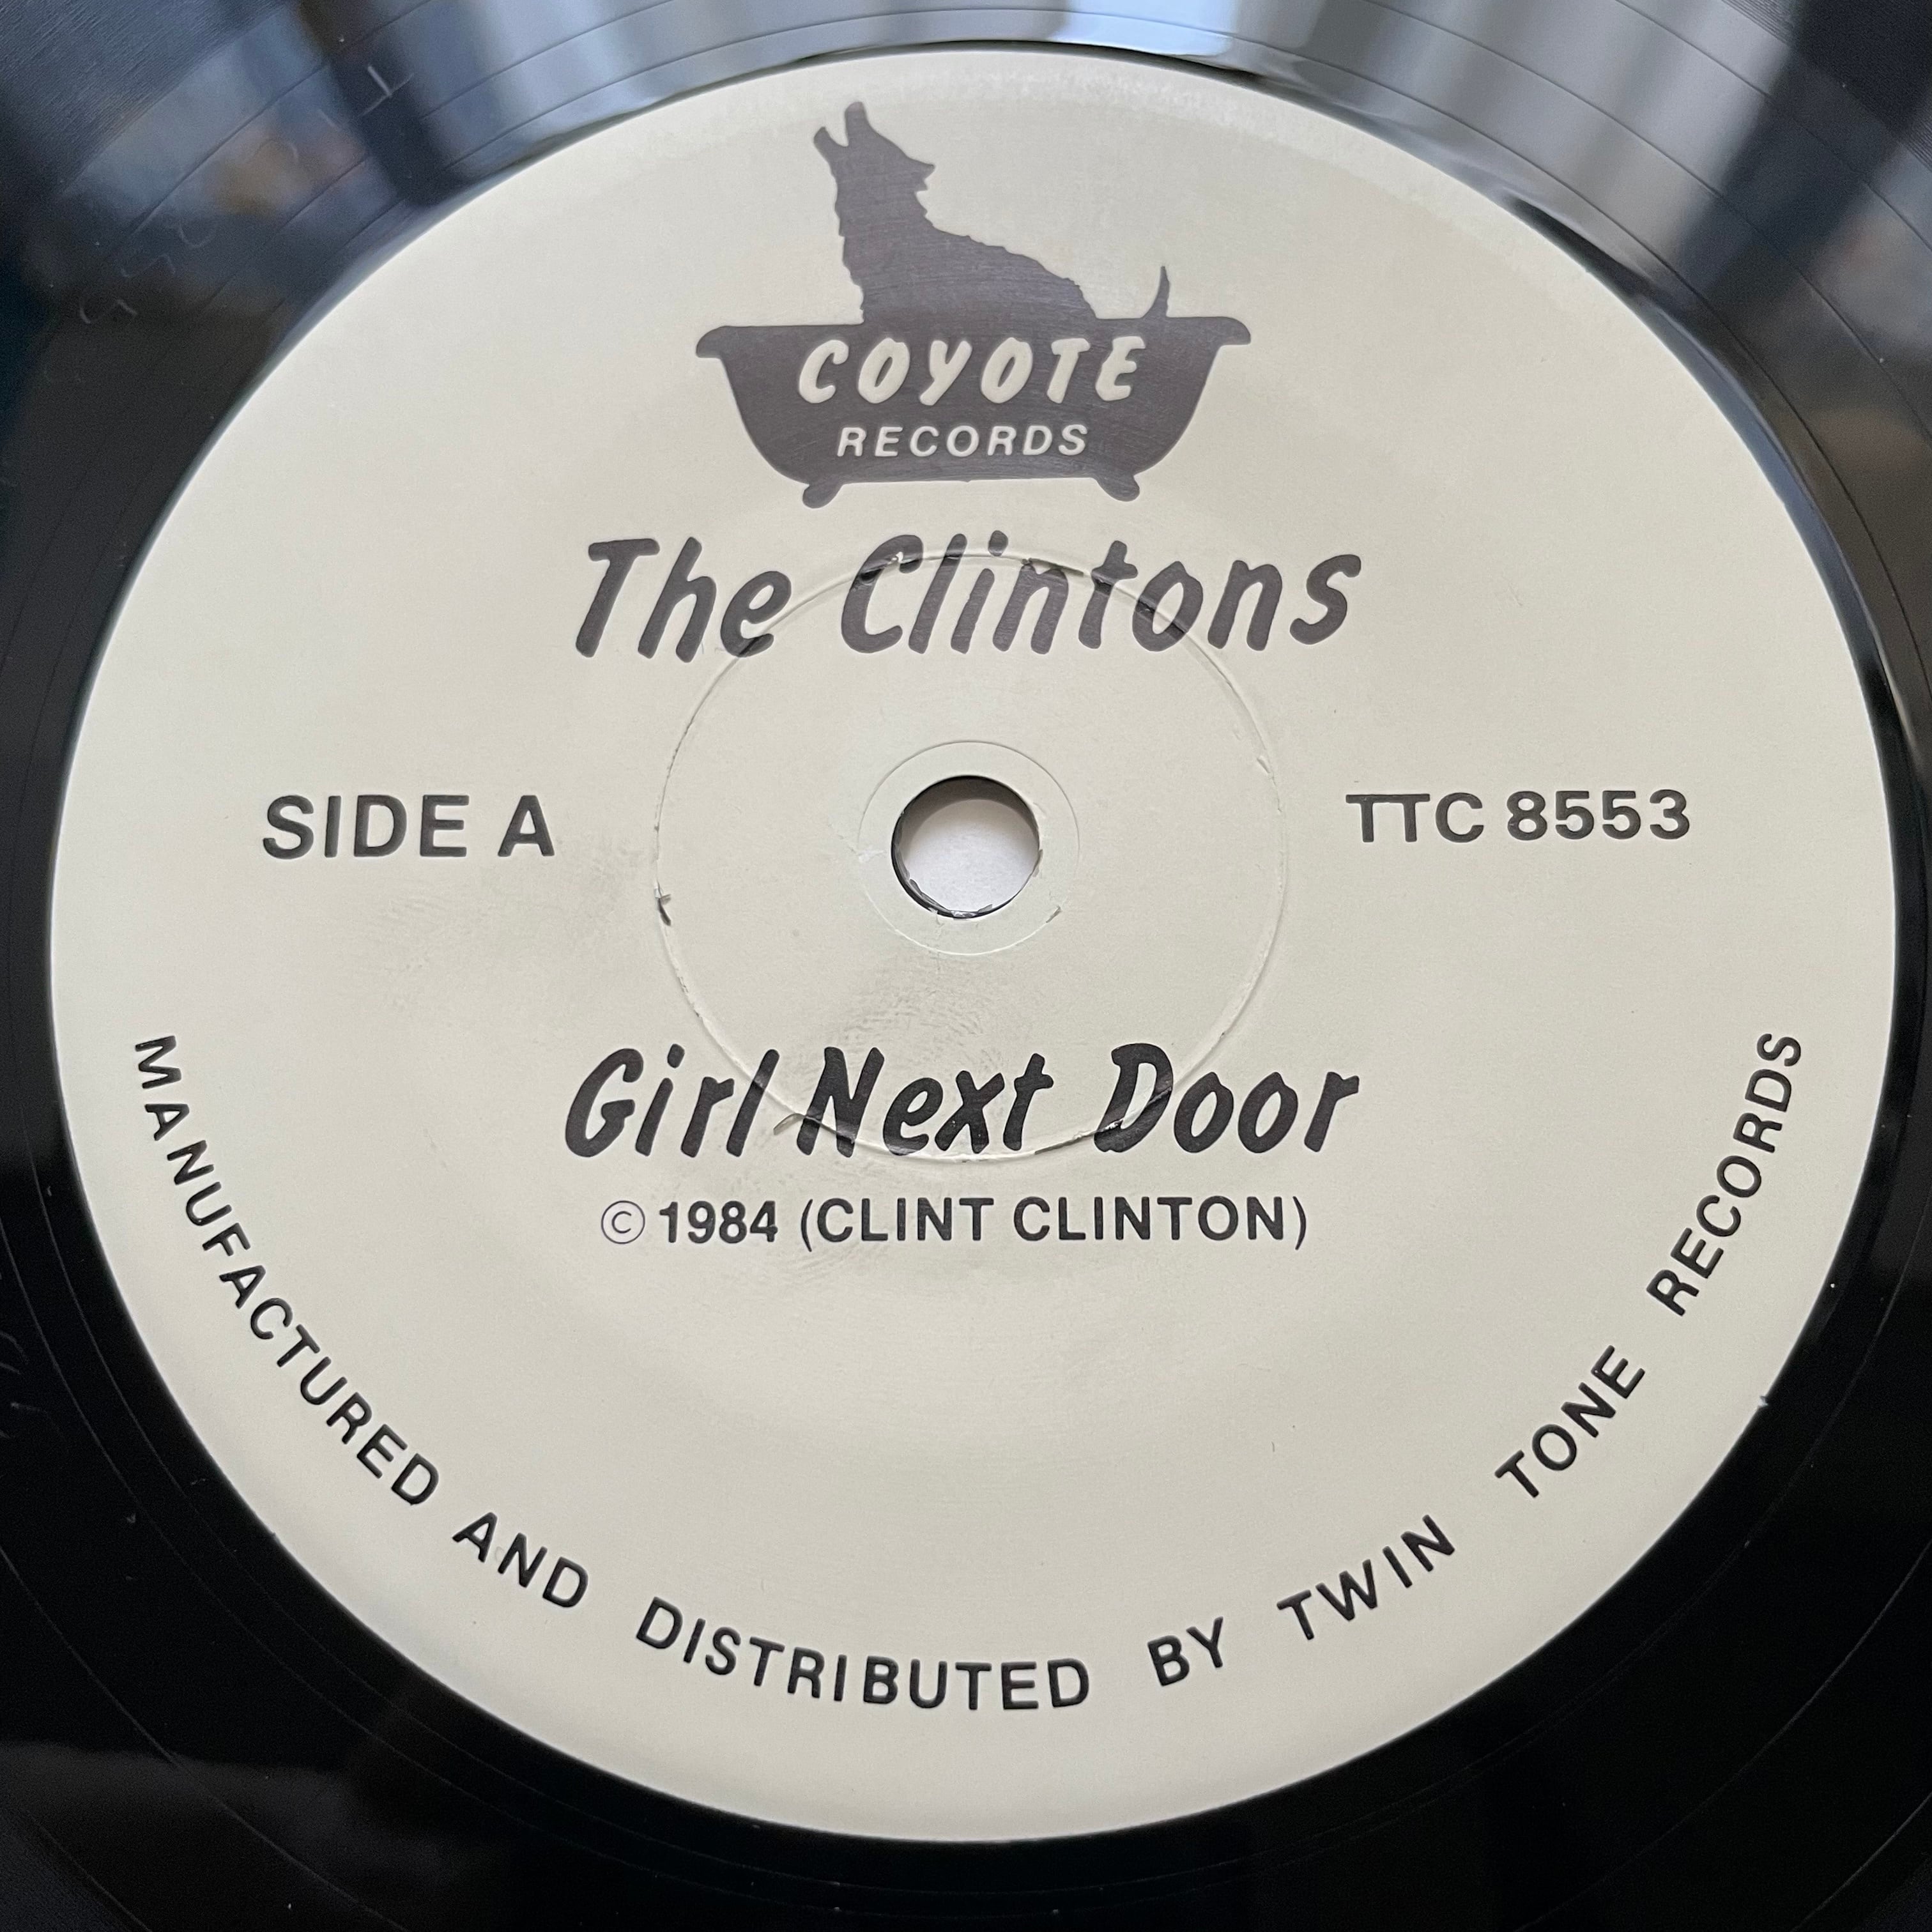 COYOTE
RECORDS
The Clintons
SIDE A
TTC 8553
Girl Next Door
© 1984 (CLINT CLINTON)
MANUFACTURED AND DISTRIBUTED BY TWIN TONE RECORDS